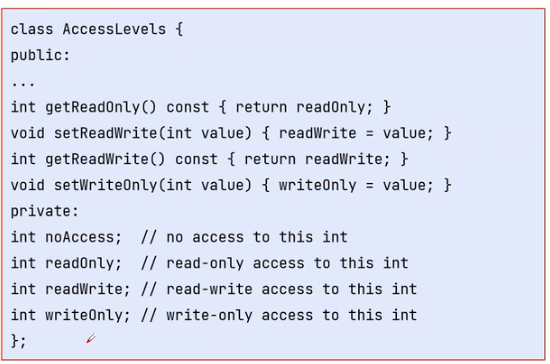 class AccessLevels {
public:
...
int getReadOnly() const { return readOnly; }
void setReadWrite(int value) { readWrite = value; }
int getReadWrite() const { return readWrite; }
void setWriteOnly(int value) { writeOnly = value; }
private:
int noAccess;  // no access to this int
int readOnly;  // read-only access to this int
int readWrite; // read-write access to this int
int writeOnly; // write-only access to this int
};